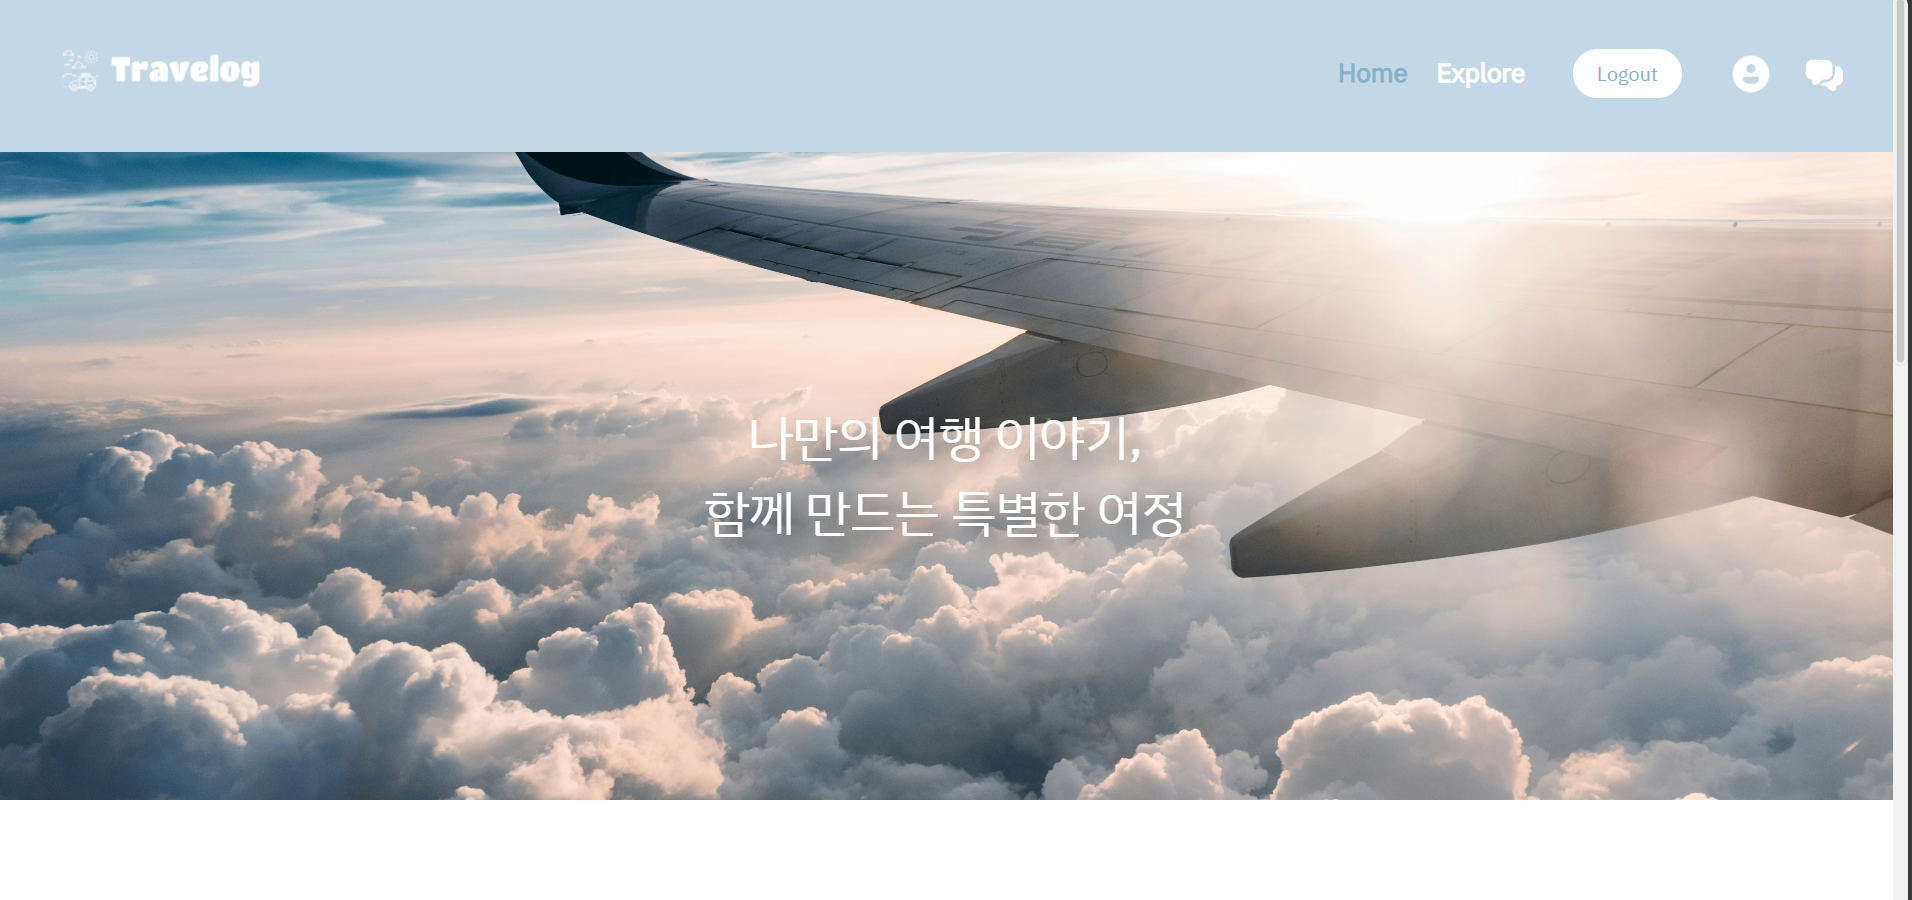 Travelog
Home
Explore
Logout
나만의 여행 이야기,
함께 만드는 특별한 여정